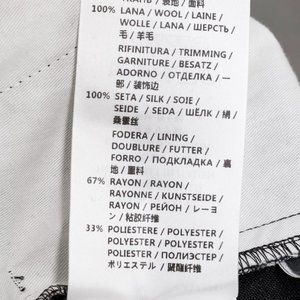 100% LANA / WOOL / LAINE /
WOLLE / LANA / ШЕРСТЬ /
毛 / 羊毛
RIFINITURA / TRIMMING /
GARNITURE / BESATZ /
ADORNO / ОТДЕЛКА / 一
部 / 装饰边
100% SETA / SILK / SOIE /
SEIDE / SEDA / ШЁЛК / 絹 /
桑蚕丝
FODERA / LINING /
DOUBLURE / FUTTER /
FORRO / ПОДКЛАДКА / 裏
地 / 里料
67% RAYON / RAYON /
RAYONNE / KUNSTSEIDE /
RAYON / РЕЙОН / レーヨ
ン / 粘胶纤维
33% POLIESTERE / POLYESTER /
POLYESTER / POLYESTER /
POLIESTER / ПОЛИЭСТЕР /
ポリエステル / 聚酯纤维